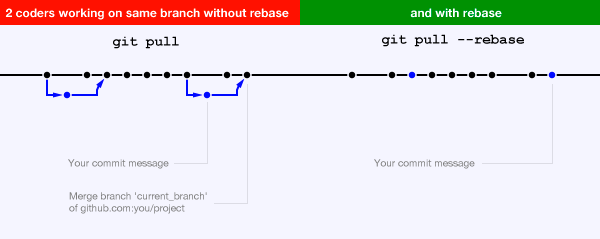 2 coders working on same branch without rebase
and with rebase
git pull
git pull --rebase
Your commit message
Your commit message
Merge branch 'current_branch'
of github.com:you/project